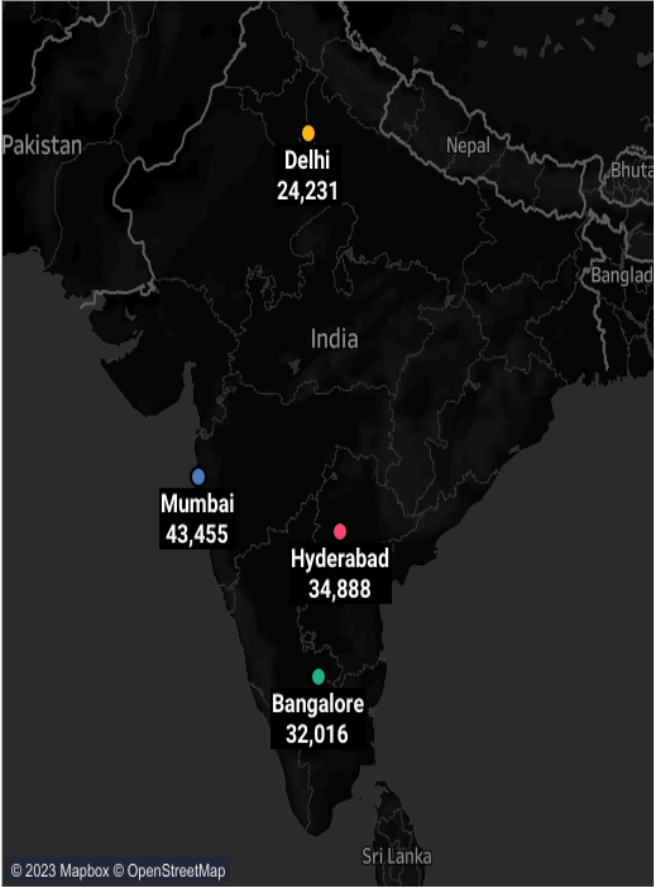 Pakistan
Nepal
Delhi
24,231
Bhuta
Banglad
India
Mumbai
43,455
Hyderabad
34,888
Bangalore
32,016
Sri Lanka
© 2023 Mapbox © OpenStreetMap